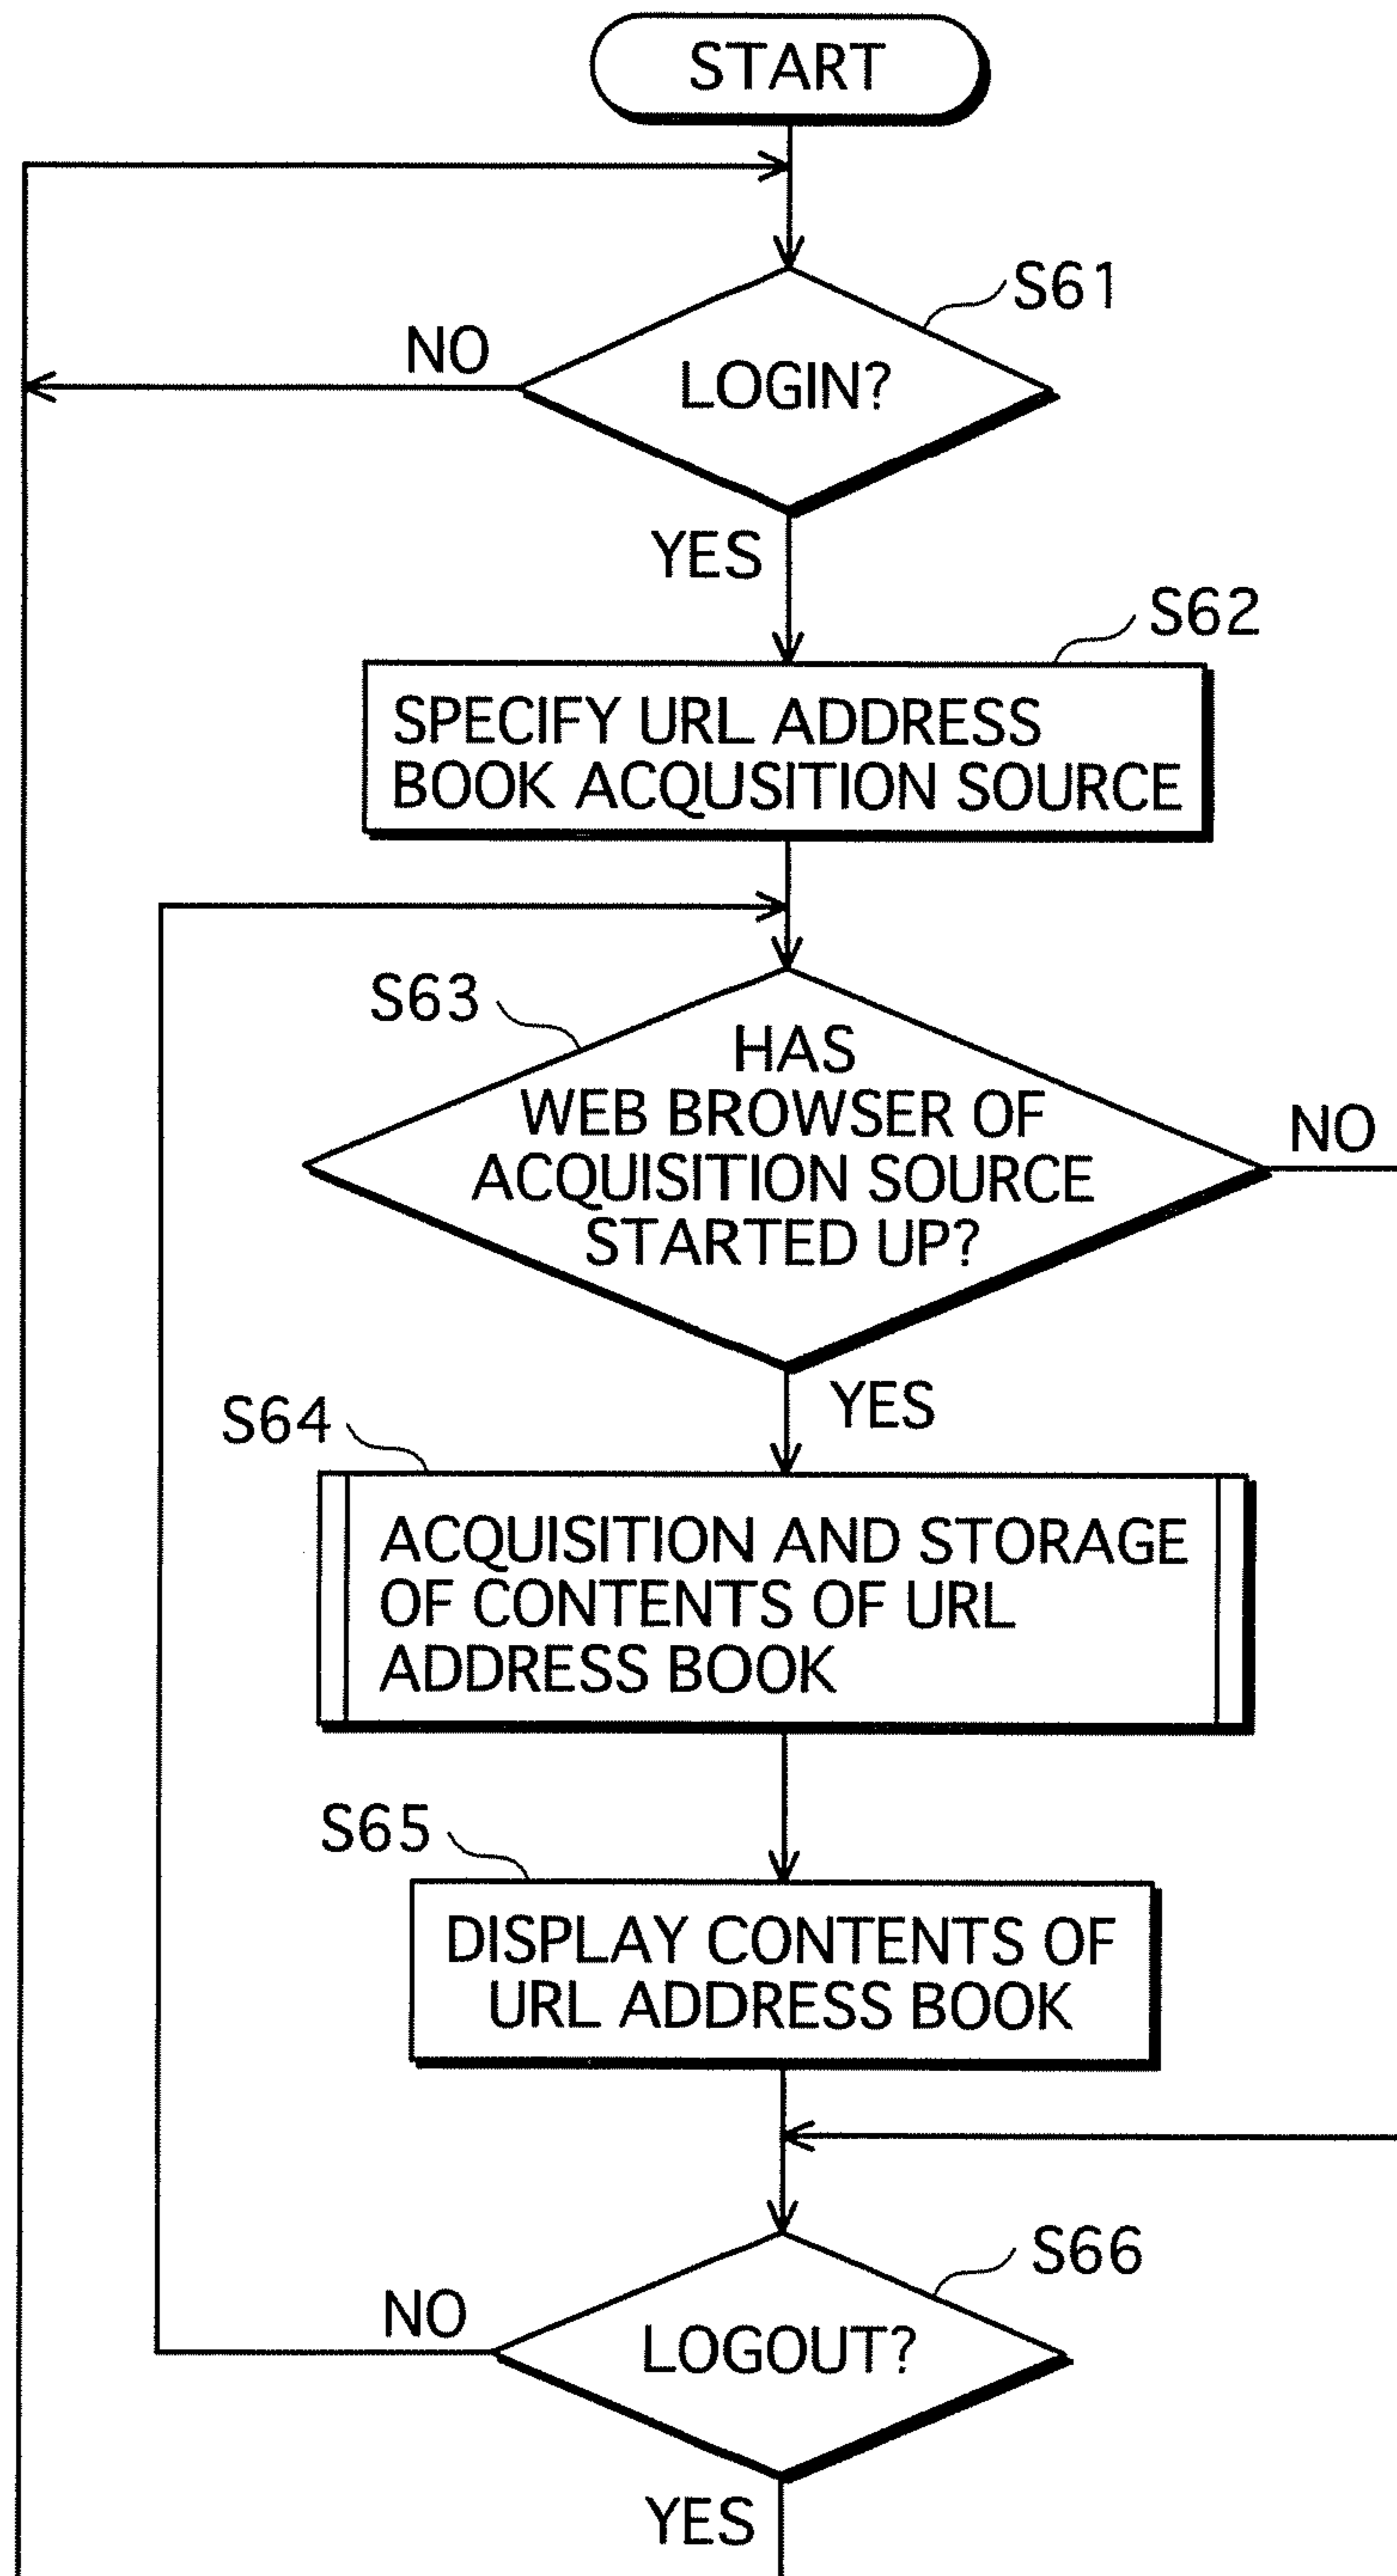 START
S61
NO
LOGIN?
YES
S62
SPECIFY URL ADDRESS
BOOK ACQUSITION SOURCE
S63
HAS
WEB BROWSER OF
ACQUISITION SOURCE
STARTED UP?
NO
YES
S64
ACQUISITION AND STORAGE
OF CONTENTS OF URL
ADDRESS BOOK
S65
DISPLAY CONTENTS OF
URL ADDRESS BOOK
S66
NO
LOGOUT?
YES